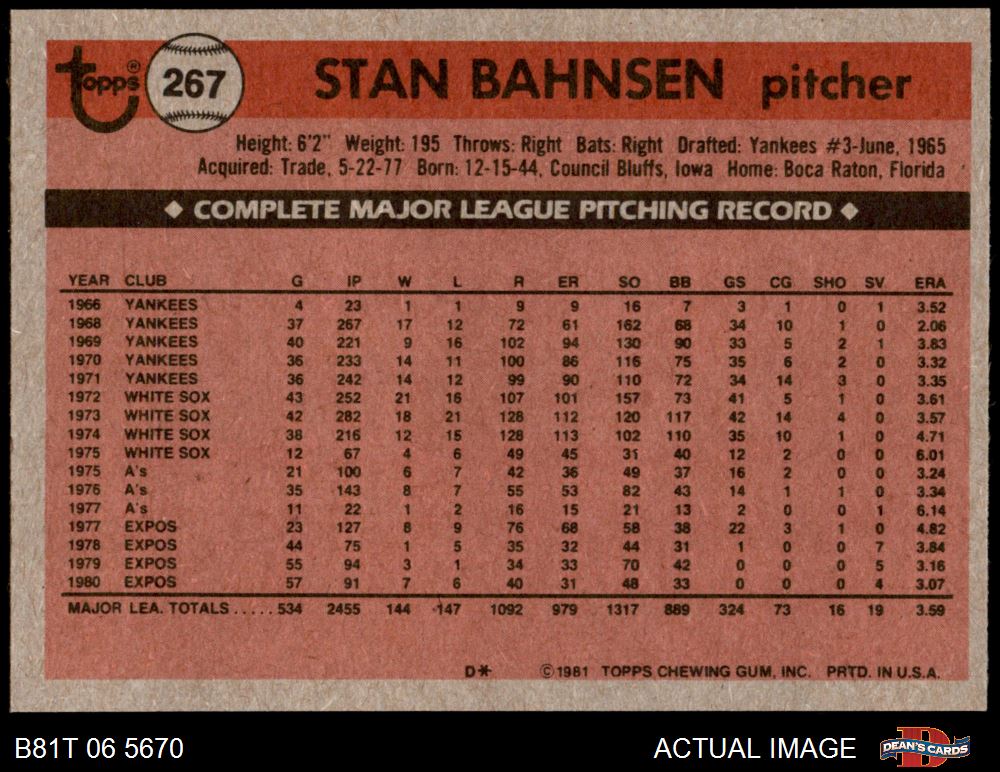 Topps® 267 STAN BAHNSEN pitcher
Height: 6'2" Weight: 195 Throws: Right Bats: Right Drafted: Yankees #3-June, 1965
Acquired: Trade, 5-22-77 Born: 12-15-44, Council Bluffs, Iowa Home: Boca Raton, Florida
◆ COMPLETE MAJOR LEAGUE PITCHING RECORD ◆
YEAR CLUB G IP W L R ER SO BB GS CG SHO SV ERA
1966 YANKEES 4 23 1 1 9 9 16 7 3 1 0 1 3.52
1968 YANKEES 37 267 17 12 72 61 162 68 34 10 1 0 2.06
1969 YANKEES 40 221 9 16 102 94 130 90 33 5 2 1 3.83
1970 YANKEES 36 233 14 11 100 86 116 75 35 6 2 0 3.32
1971 YANKEES 36 242 14 12 99 90 110 72 34 14 3 0 3.35
1972 WHITE SOX 43 252 21 16 107 101 157 73 41 5 1 0 3.61
1973 WHITE SOX 42 282 18 21 128 112 120 117 42 14 4 0 3.57
1974 WHITE SOX 38 216 12 15 128 113 102 110 35 10 1 0 4.71
1975 WHITE SOX 12 67 4 6 49 45 31 40 12 2 0 0 6.01
1975 A's 21 100 6 7 42 36 49 37 16 2 0 0 3.24
1976 A's 35 143 8 7 55 53 82 43 14 1 1 0 3.34
1977 A's 11 22 1 2 16 15 21 13 2 0 0 1 6.14
1977 EXPOS 23 127 8 9 76 68 58 38 22 3 1 0 4.82
1978 EXPOS 44 75 1 5 35 32 44 31 1 0 0 7 3.84
1979 EXPOS 55 94 3 1 34 33 70 42 0 0 0 5 3.16
1980 EXPOS 57 91 7 6 40 31 48 33 0 0 0 4 3.07
MAJOR LEA. TOTALS ..... 534 2455 144 147 1092 979 1317 889 324 73 16 19 3.59
D* © 1981 TOPPS CHEWING GUM, INC. PRTD. IN U.S.A.
B81T 06 5670 ACTUAL IMAGE D DEAN'S CARDS